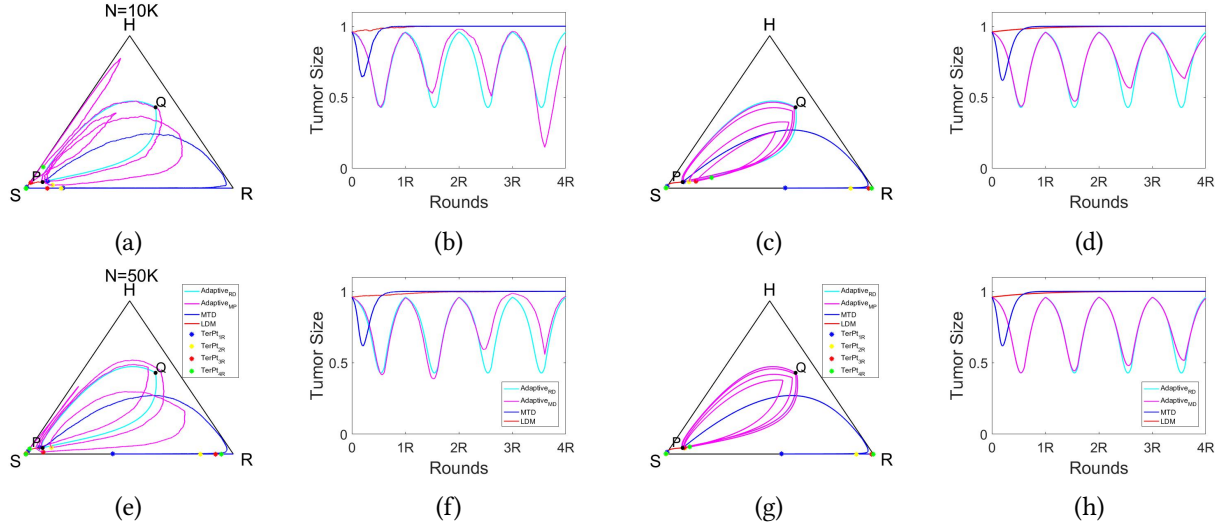 N=10K
H
Q
P
S
R
1
0.5
0
Tumor Size
0
1R
2R
3R
4R
Rounds
H
Q
P
S
R
1
0.5
0
Tumor Size
0
1R
2R
3R
4R
Rounds
(a)
(b)
(c)
(d)
N=50K
H
Q
P
S
R
Adaptive_RD
Adaptive_MP
MTD
LDM
TerPt_1R
TerPt_2R
TerPt_3R
TerPt_4R
1
0.5
0
Tumor Size
0
1R
2R
3R
4R
Rounds
Adaptive_RD
Adaptive_MD
MTD
LDM
H
Q
P
S
R
Adaptive_RD
Adaptive_MP
MTD
LDM
TerPt_1R
TerPt_2R
TerPt_3R
TerPt_4R
1
0.5
0
Tumor Size
0
1R
2R
3R
4R
Rounds
Adaptive_RD
Adaptive_MD
MTD
LDM
(e)
(f)
(g)
(h)